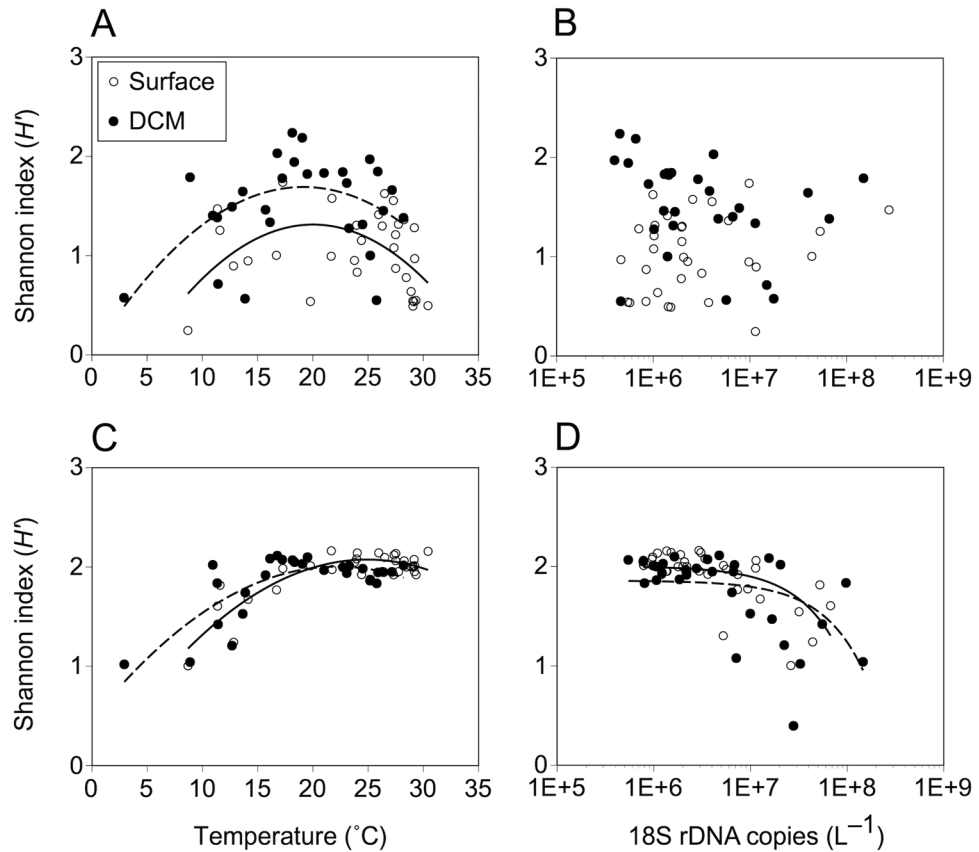 A
B
3
2
1
0
Shannon index (H′)
Surface
DCM
0 5 10 15 20 25 30 35
3
2
1
0
1E+5 1E+6 1E+7 1E+8 1E+9
C
D
3
2
1
0
Shannon index (H′)
0 5 10 15 20 25 30 35
Temperature (˚C)
3
2
1
0
1E+5 1E+6 1E+7 1E+8 1E+9
18S rDNA copies (L⁻¹)